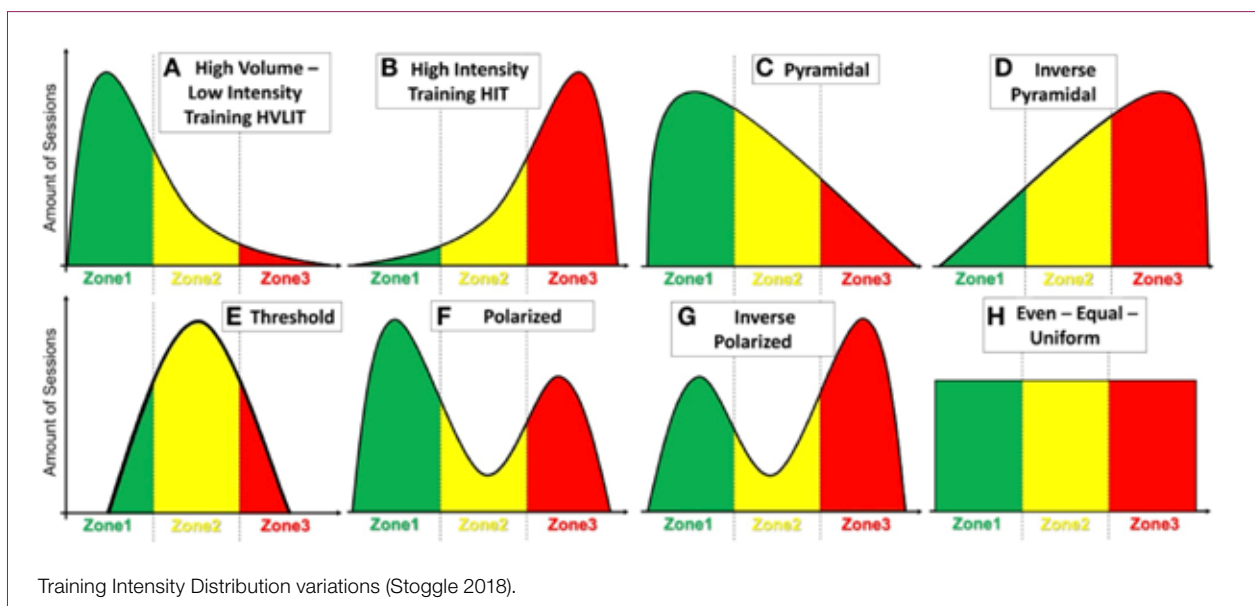 Amount of Sessions
A High Volume –
Low Intensity
Training HVLIT
Zone1 Zone2 Zone3
B High Intensity
Training HIT
Zone1 Zone2 Zone3
C Pyramidal
Zone1 Zone2 Zone3
D Inverse
Pyramidal
Zone1 Zone2 Zone3
Amount of Sessions
E Threshold
Zone1 Zone2 Zone3
F Polarized
Zone1 Zone2 Zone3
G Inverse
Polarized
Zone1 Zone2 Zone3
H Even – Equal –
Uniform
Zone1 Zone2 Zone3
Training Intensity Distribution variations (Stoggle 2018).